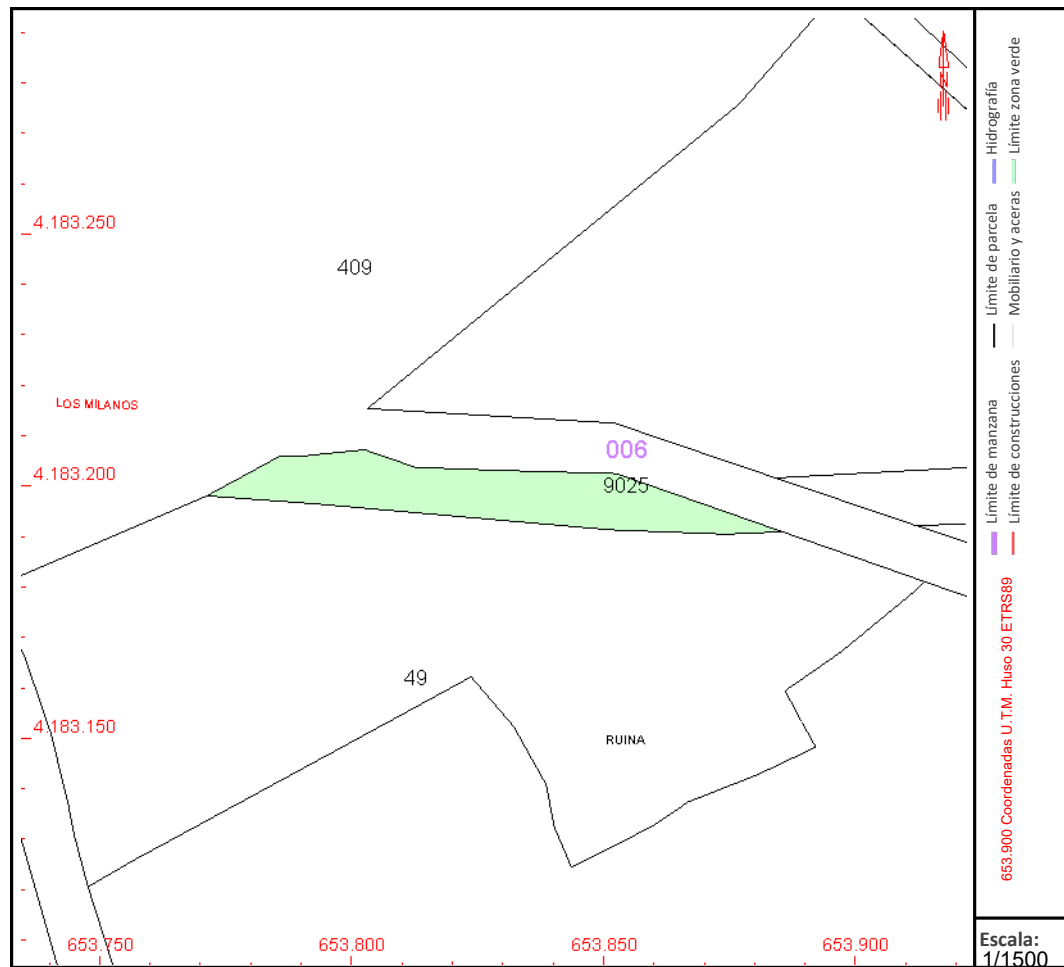 4.183.250
409
LOS MILANOS
006
4.183.200
9025
49
4.183.150
RUINA
653.750
653.800
653.850
653.900
Límite de manzana
Límite de parcela
Hidrografía
Límite de construcciones
Mobiliario y aceras
Límite zona verde
653.900 Coordenadas U.T.M. Huso 30 ETRS89
Escala:
1/1500